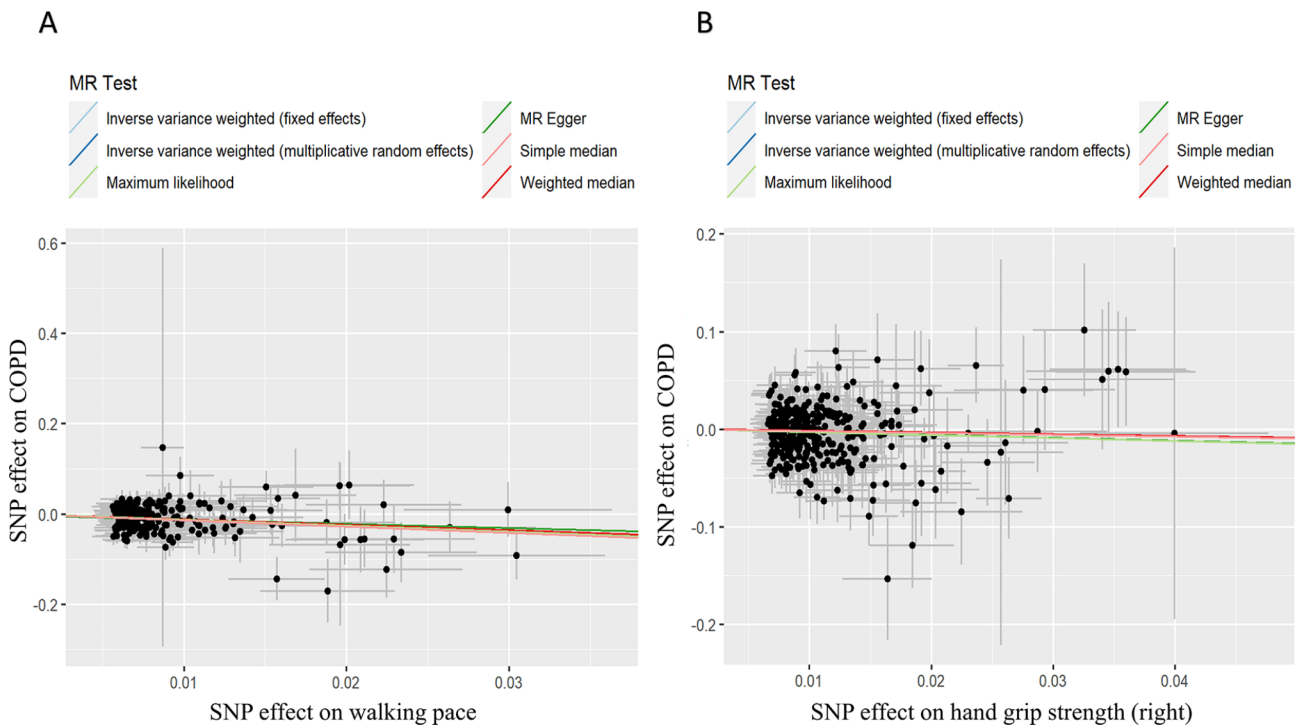 A
MR Test
Inverse variance weighted (fixed effects)
Inverse variance weighted (multiplicative random effects)
Maximum likelihood
MR Egger
Simple median
Weighted median
0.6
0.4
0.2
0.0
-0.2
SNP effect on COPD
0.01
0.02
0.03
SNP effect on walking pace
B
MR Test
Inverse variance weighted (fixed effects)
Inverse variance weighted (multiplicative random effects)
Maximum likelihood
MR Egger
Simple median
Weighted median
0.2
0.1
0.0
-0.1
-0.2
SNP effect on COPD
0.01
0.02
0.03
0.04
SNP effect on hand grip strength (right)